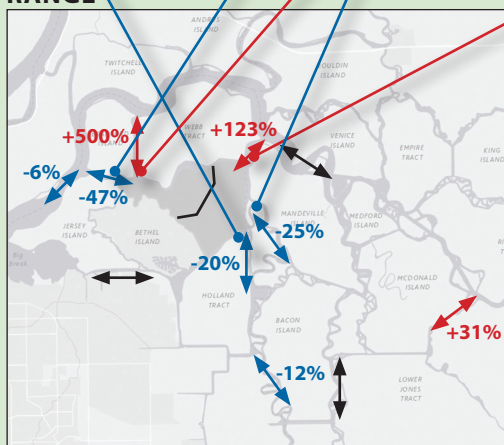 RANGE
ANDRUS
ISLAND
TWITCHELL
ISLAND
BOULDIN
ISLAND
+500%
WEBB
TRACT
+123%
VENICE
ISLAND
EMPIRE
TRACT
KING
ISLAND
-6%
-47%
JERSEY
ISLAND
BETHEL
ISLAND
MANDEVILLE
ISLAND
MEDFORD
ISLAND
-25%
Big
Break
-20%
HOLLAND
TRACT
MCDONALD
ISLAND
BACON
ISLAND
+31%
-12%
LOWER
JONES
TRACT